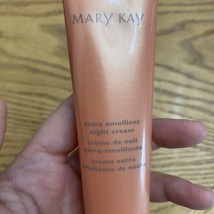 MARY KAY
extra emollient
night cream
crema de noche
extra-emoliente
crème extra
émolliente de nuit